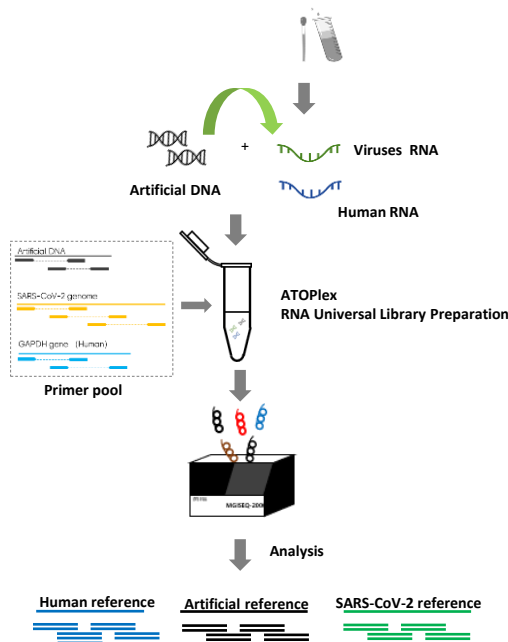 Artificial DNA
+
Viruses RNA
Human RNA
Artificial DNA
SARS-CoV-2 genome
GAPDH gene (Human)
Primer pool
ATOPlex
RNA Universal Library Preparation
MGISEQ-200
Analysis
Human reference
Artificial reference
SARS-CoV-2 reference